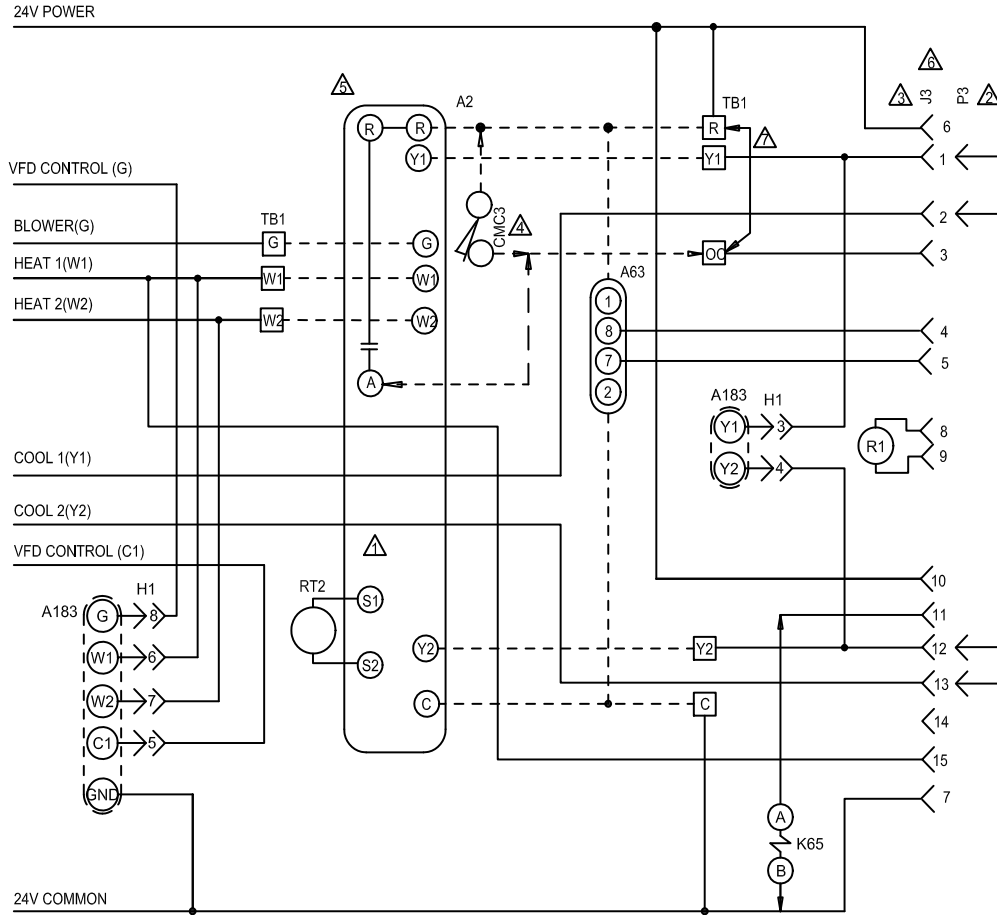 24V POWER
6
5
A2
TB1
3
J3
P3
2
R
R
R
7
6
Y1
Y1
1
VFD CONTROL (G)
CMC3
4
2
BLOWER(G)
TB1
G
G
OC
3
HEAT 1(W1)
W1
W1
A63
1
HEAT 2(W2)
W2
W2
8
4
7
5
A
2
A183
H1
Y1
3
R1
8
9
COOL 1(Y1)
Y2
4
COOL 2(Y2)
VFD CONTROL (C1)
1
RT2
S1
10
A183
H1
G
8
11
W1
6
S2
Y2
Y2
12
13
W2
7
C
C
14
C1
5
15
GND
7
A
K65
B
24V COMMON